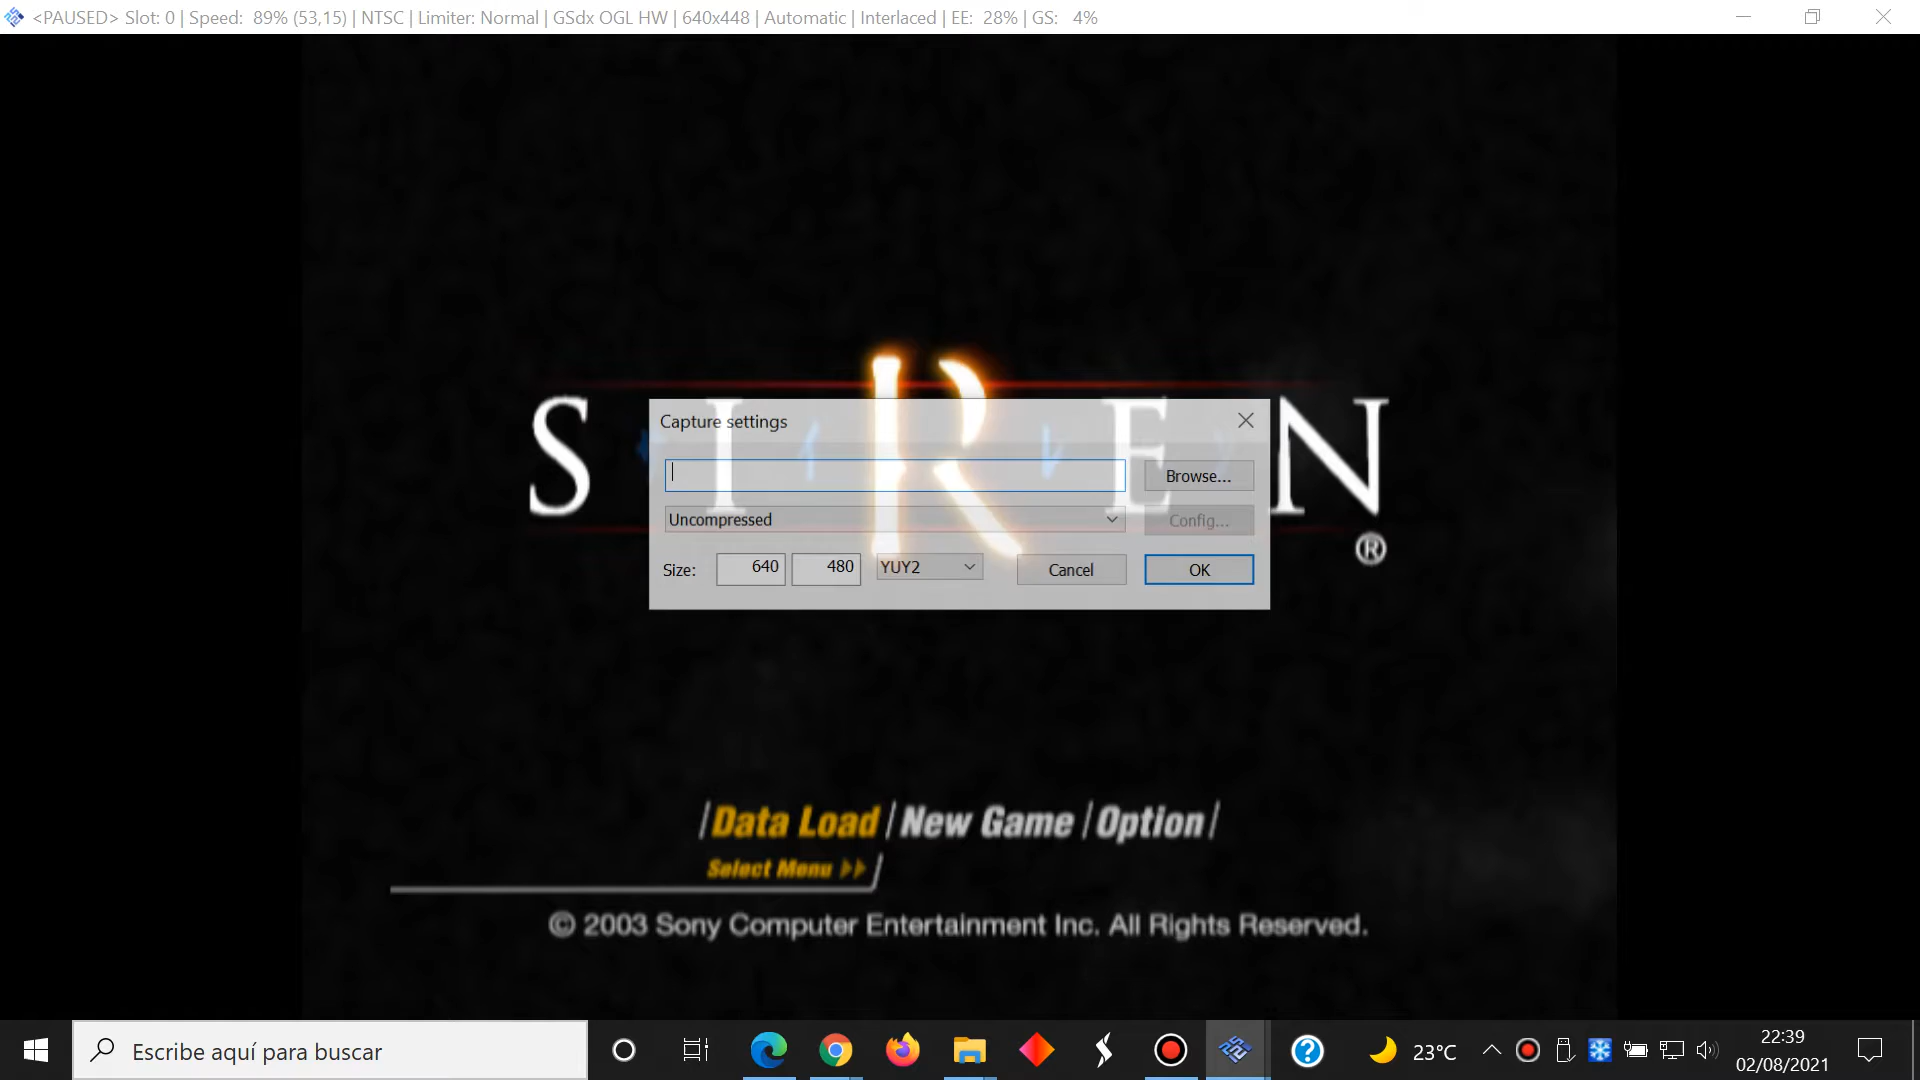 <PAUSED> Slot: 0 | Speed:  89% (53,15) | NTSC | Limiter: Normal | GSdx OGL HW | 640x448 | Automatic | Interlaced | EE:  28% | GS:   4%
SIREN
®
Capture settings
Browse...
Uncompressed
Config...
Size:
640
480
YUY2
Cancel
OK
/Data Load/New Game/Option/
Select Menu
© 2003 Sony Computer Entertainment Inc. All Rights Reserved.
Escribe aquí para buscar
23°C
22:39
02/08/2021